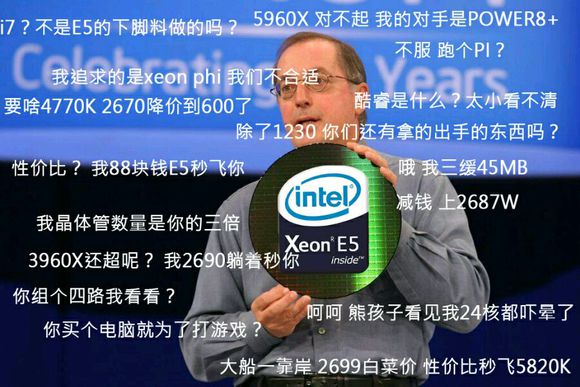 i7？不是E5的下脚料做的吗？
5960X 对不起 我的对手是POWER8+
不服 跑个PI？
Celebrating
Years
我追求的是xeon phi 我们不合适
要啥4770K 2670降价到600了
酷睿是什么？太小看不清
除了1230 你们还有拿的出手的东西吗？
性价比？ 我88块钱E5秒飞你
哦 我三缓45MB
减钱 上2687W
intel
Xeon® E5
inside™
我晶体管数量是你的三倍
3960X还超呢？ 我2690躺着秒你
你组个四路我看看？
呵呵 熊孩子看见我24核都吓晕了
你买个电脑就为了打游戏？
大船一靠岸 2699白菜价 性价比秒飞5820K